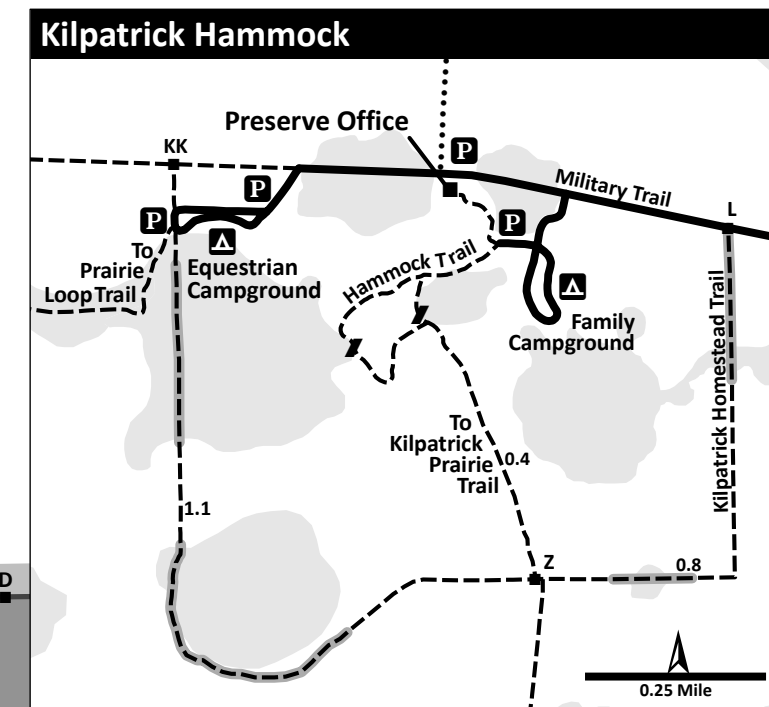 Kilpatrick Hammock
Preserve Office
KK
P
Military Trail
P
P
P
L
To
Prairie
Loop Trail
Equestrian
Campground
Hammock Trail
Family
Campground
Kilpatrick Homestead Trail
To
Kilpatrick
Prairie
Trail
0.4
1.1
Z
0.8
D
0.25 Mile